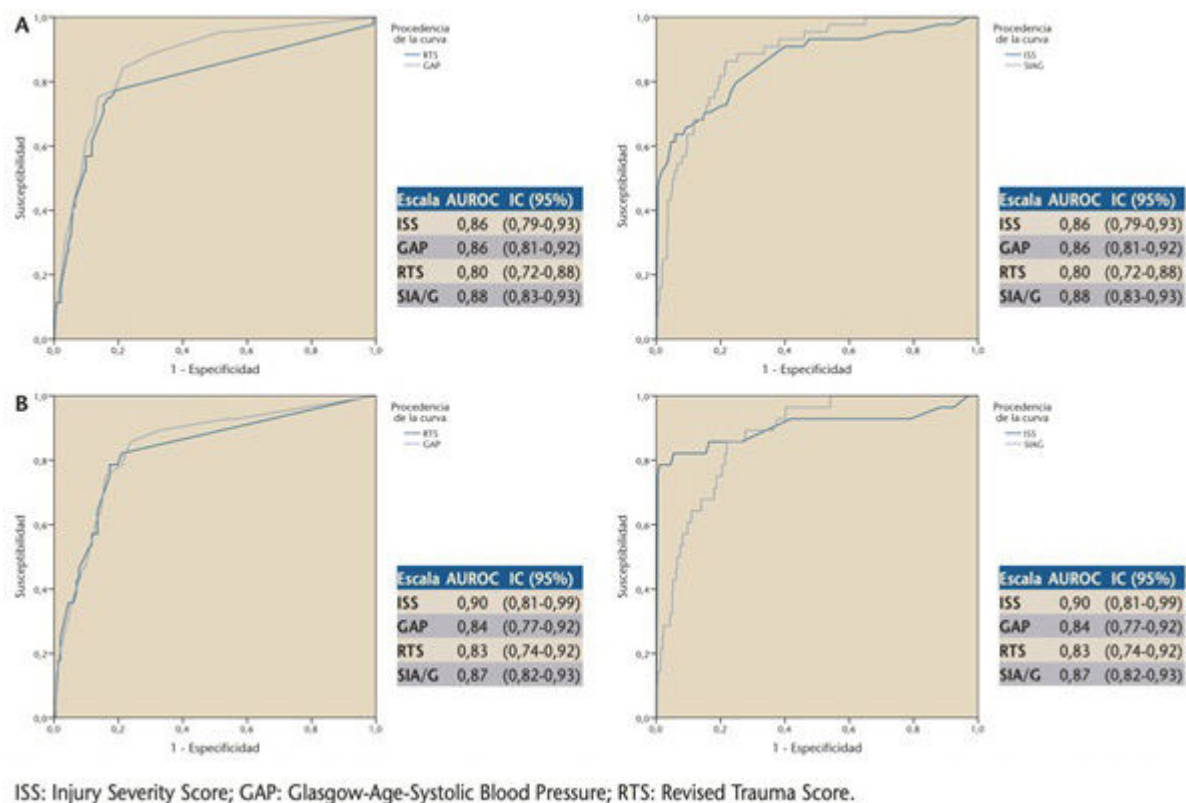 A
1,0
0,8
0,6
0,4
0,2
0,0
Susceptibilidad
0,0 0,2 0,4 0,6 0,8 1,0
1 - Especificidad
Procedencia
de la curva
RTS
GAP
Escala AUROC IC (95%)
ISS 0,86 (0,79-0,93)
GAP 0,86 (0,81-0,92)
RTS 0,80 (0,72-0,88)
SIA/G 0,88 (0,83-0,93)
1,0
0,8
0,6
0,4
0,2
0,0
Susceptibilidad
0,0 0,2 0,4 0,6 0,8 1,0
1 - Especificidad
Procedencia
de la curva
ISS
SIAG
Escala AUROC IC (95%)
ISS 0,86 (0,79-0,93)
GAP 0,86 (0,81-0,92)
RTS 0,80 (0,72-0,88)
SIA/G 0,88 (0,83-0,93)
B
1,0
0,8
0,6
0,4
0,2
0,0
Susceptibilidad
0,0 0,2 0,4 0,6 0,8 1,0
1 - Especificidad
Procedencia
de la curva
RTS
GAP
Escala AUROC IC (95%)
ISS 0,90 (0,81-0,99)
GAP 0,84 (0,77-0,92)
RTS 0,83 (0,74-0,92)
SIA/G 0,87 (0,82-0,93)
1,0
0,8
0,6
0,4
0,2
0,0
Susceptibilidad
0,0 0,2 0,4 0,6 0,8 1,0
1 - Especificidad
Procedencia
de la curva
ISS
SIAG
Escala AUROC IC (95%)
ISS 0,90 (0,81-0,99)
GAP 0,84 (0,77-0,92)
RTS 0,83 (0,74-0,92)
SIA/G 0,87 (0,82-0,93)
ISS: Injury Severity Score; GAP: Glasgow-Age-Systolic Blood Pressure; RTS: Revised Trauma Score.